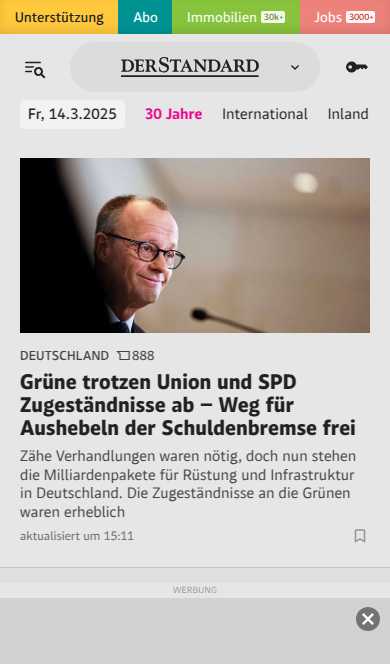 Unterstützung Abo Immobilien 30k+ Jobs 3000+
DERSTANDARD
Fr, 14.3.2025 30 Jahre International Inland
DEUTSCHLAND 888
Grüne trotzen Union und SPD
Zugeständnisse ab – Weg für
Aushebeln der Schuldenbremse frei
Zähe Verhandlungen waren nötig, doch nun stehen
die Milliardenpakete für Rüstung und Infrastruktur
in Deutschland. Die Zugeständnisse an die Grünen
waren erheblich
aktualisiert um 15:11
WERBUNG